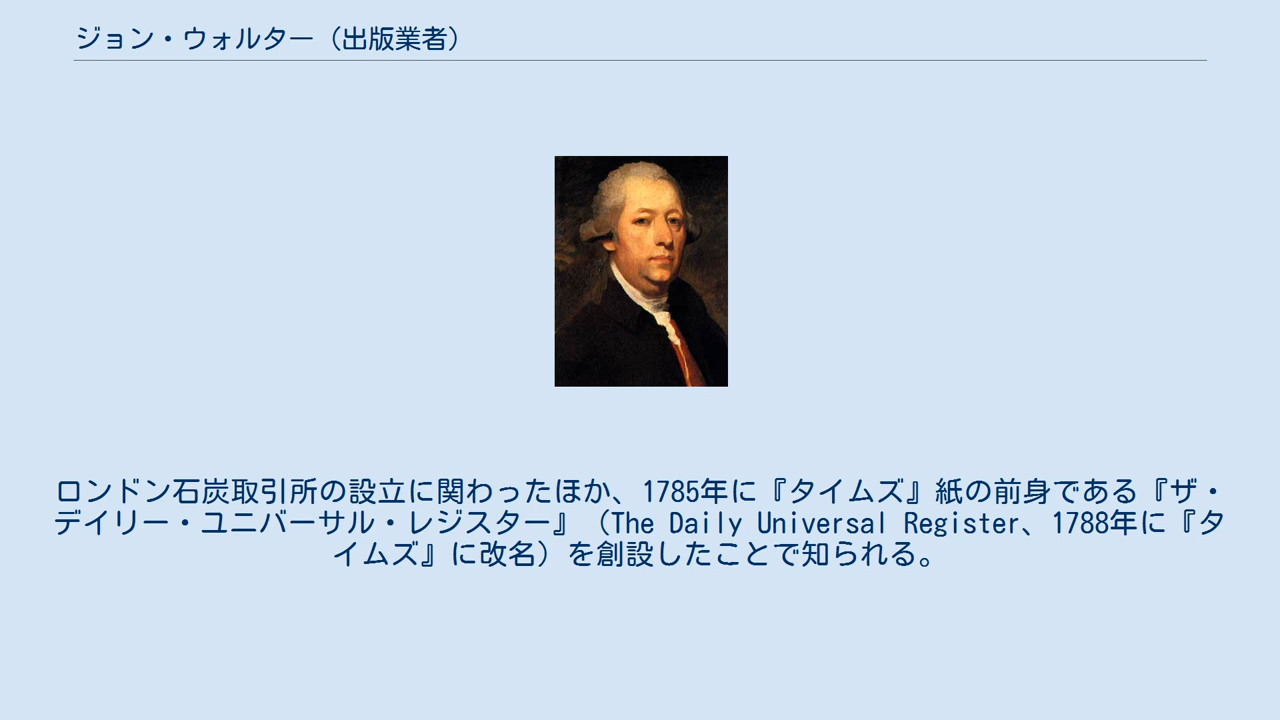 ジョン・ウォルター（出版業者）
ロンドン石炭取引所の設立に関わったほか、1785年に『タイムズ』紙の前身である『ザ・
デイリー・ユニバーサル・レジスター』（The Daily Universal Register、1788年に『タ
イムズ』に改名）を創設したことで知られる。